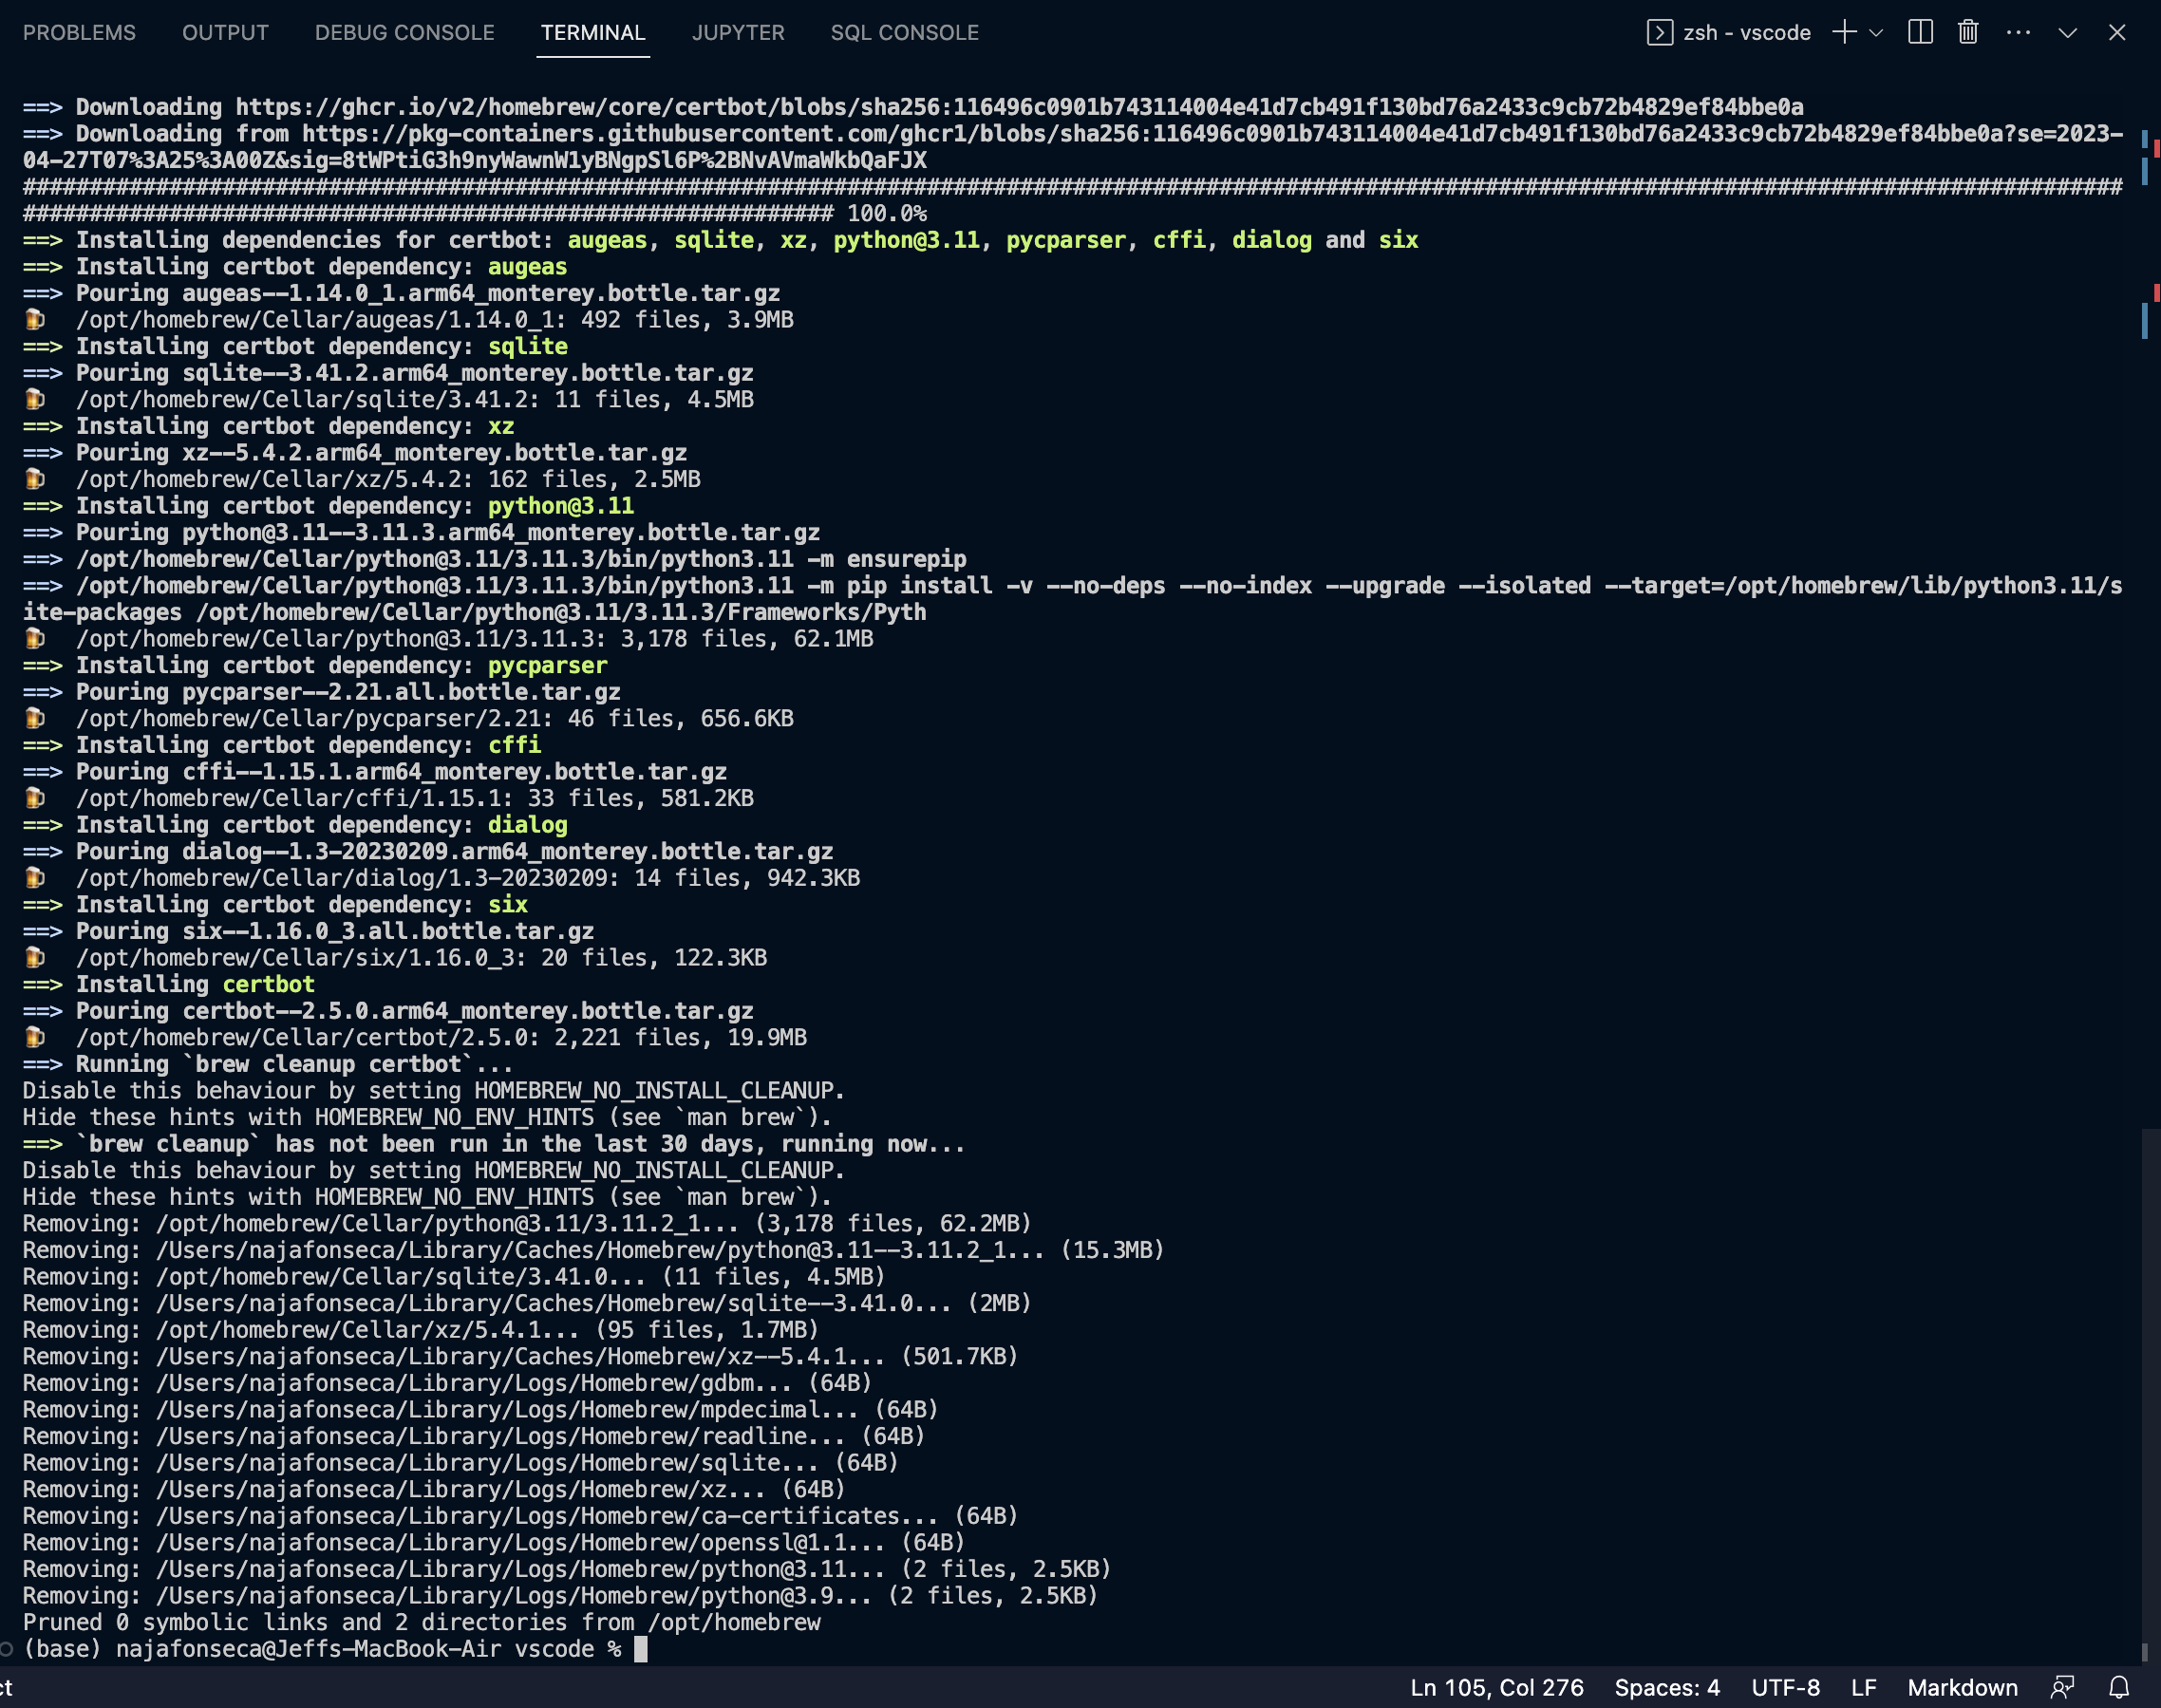 PROBLEMS OUTPUT DEBUG CONSOLE TERMINAL JUPYTER SQL CONSOLE zsh - vscode
==> Downloading https://ghcr.io/v2/homebrew/core/certbot/blobs/sha256:116496c0901b743114004e41d7cb491f130bd76a2433c9cb72b4829ef84bbe0a
==> Downloading from https://pkg-containers.githubusercontent.com/ghcr1/blobs/sha256:116496c0901b743114004e41d7cb491f130bd76a2433c9cb72b4829ef84bbe0a?se=2023-
04-27T07%3A25%3A00Z&sig=8tWPtiG3h9nyWawnW1yBNgpSl6P%2BNvAVmaWkbQaFJX
##############################################################################################################################################################
############################################################# 100.0%
==> Installing dependencies for certbot: augeas, sqlite, xz, python@3.11, pycparser, cffi, dialog and six
==> Installing certbot dependency: augeas
==> Pouring augeas--1.14.0_1.arm64_monterey.bottle.tar.gz
🍺 /opt/homebrew/Cellar/augeas/1.14.0_1: 492 files, 3.9MB
==> Installing certbot dependency: sqlite
==> Pouring sqlite--3.41.2.arm64_monterey.bottle.tar.gz
🍺 /opt/homebrew/Cellar/sqlite/3.41.2: 11 files, 4.5MB
==> Installing certbot dependency: xz
==> Pouring xz--5.4.2.arm64_monterey.bottle.tar.gz
🍺 /opt/homebrew/Cellar/xz/5.4.2: 162 files, 2.5MB
==> Installing certbot dependency: python@3.11
==> Pouring python@3.11--3.11.3.arm64_monterey.bottle.tar.gz
==> /opt/homebrew/Cellar/python@3.11/3.11.3/bin/python3.11 -m ensurepip
==> /opt/homebrew/Cellar/python@3.11/3.11.3/bin/python3.11 -m pip install -v --no-deps --no-index --upgrade --isolated --target=/opt/homebrew/lib/python3.11/s
ite-packages /opt/homebrew/Cellar/python@3.11/3.11.3/Frameworks/Pyth
🍺 /opt/homebrew/Cellar/python@3.11/3.11.3: 3,178 files, 62.1MB
==> Installing certbot dependency: pycparser
==> Pouring pycparser--2.21.all.bottle.tar.gz
🍺 /opt/homebrew/Cellar/pycparser/2.21: 46 files, 656.6KB
==> Installing certbot dependency: cffi
==> Pouring cffi--1.15.1.arm64_monterey.bottle.tar.gz
🍺 /opt/homebrew/Cellar/cffi/1.15.1: 33 files, 581.2KB
==> Installing certbot dependency: dialog
==> Pouring dialog--1.3-20230209.arm64_monterey.bottle.tar.gz
🍺 /opt/homebrew/Cellar/dialog/1.3-20230209: 14 files, 942.3KB
==> Installing certbot dependency: six
==> Pouring six--1.16.0_3.all.bottle.tar.gz
🍺 /opt/homebrew/Cellar/six/1.16.0_3: 20 files, 122.3KB
==> Installing certbot
==> Pouring certbot--2.5.0.arm64_monterey.bottle.tar.gz
🍺 /opt/homebrew/Cellar/certbot/2.5.0: 2,221 files, 19.9MB
==> Running `brew cleanup certbot`...
Disable this behaviour by setting HOMEBREW_NO_INSTALL_CLEANUP.
Hide these hints with HOMEBREW_NO_ENV_HINTS (see `man brew`).
==> `brew cleanup` has not been run in the last 30 days, running now...
Disable this behaviour by setting HOMEBREW_NO_INSTALL_CLEANUP.
Hide these hints with HOMEBREW_NO_ENV_HINTS (see `man brew`).
Removing: /opt/homebrew/Cellar/python@3.11/3.11.2_1... (3,178 files, 62.2MB)
Removing: /Users/najafonseca/Library/Caches/Homebrew/python@3.11--3.11.2_1... (15.3MB)
Removing: /opt/homebrew/Cellar/sqlite/3.41.0... (11 files, 4.5MB)
Removing: /Users/najafonseca/Library/Caches/Homebrew/sqlite--3.41.0... (2MB)
Removing: /opt/homebrew/Cellar/xz/5.4.1... (95 files, 1.7MB)
Removing: /Users/najafonseca/Library/Caches/Homebrew/xz--5.4.1... (501.7KB)
Removing: /Users/najafonseca/Library/Logs/Homebrew/gdbm... (64B)
Removing: /Users/najafonseca/Library/Logs/Homebrew/mpdecimal... (64B)
Removing: /Users/najafonseca/Library/Logs/Homebrew/readline... (64B)
Removing: /Users/najafonseca/Library/Logs/Homebrew/sqlite... (64B)
Removing: /Users/najafonseca/Library/Logs/Homebrew/xz... (64B)
Removing: /Users/najafonseca/Library/Logs/Homebrew/ca-certificates... (64B)
Removing: /Users/najafonseca/Library/Logs/Homebrew/openssl@1.1... (64B)
Removing: /Users/najafonseca/Library/Logs/Homebrew/python@3.11... (2 files, 2.5KB)
Removing: /Users/najafonseca/Library/Logs/Homebrew/python@3.9... (2 files, 2.5KB)
Pruned 0 symbolic links and 2 directories from /opt/homebrew
(base) najafonseca@Jeffs-MacBook-Air vscode %
ct Ln 105, Col 276 Spaces: 4 UTF-8 LF Markdown